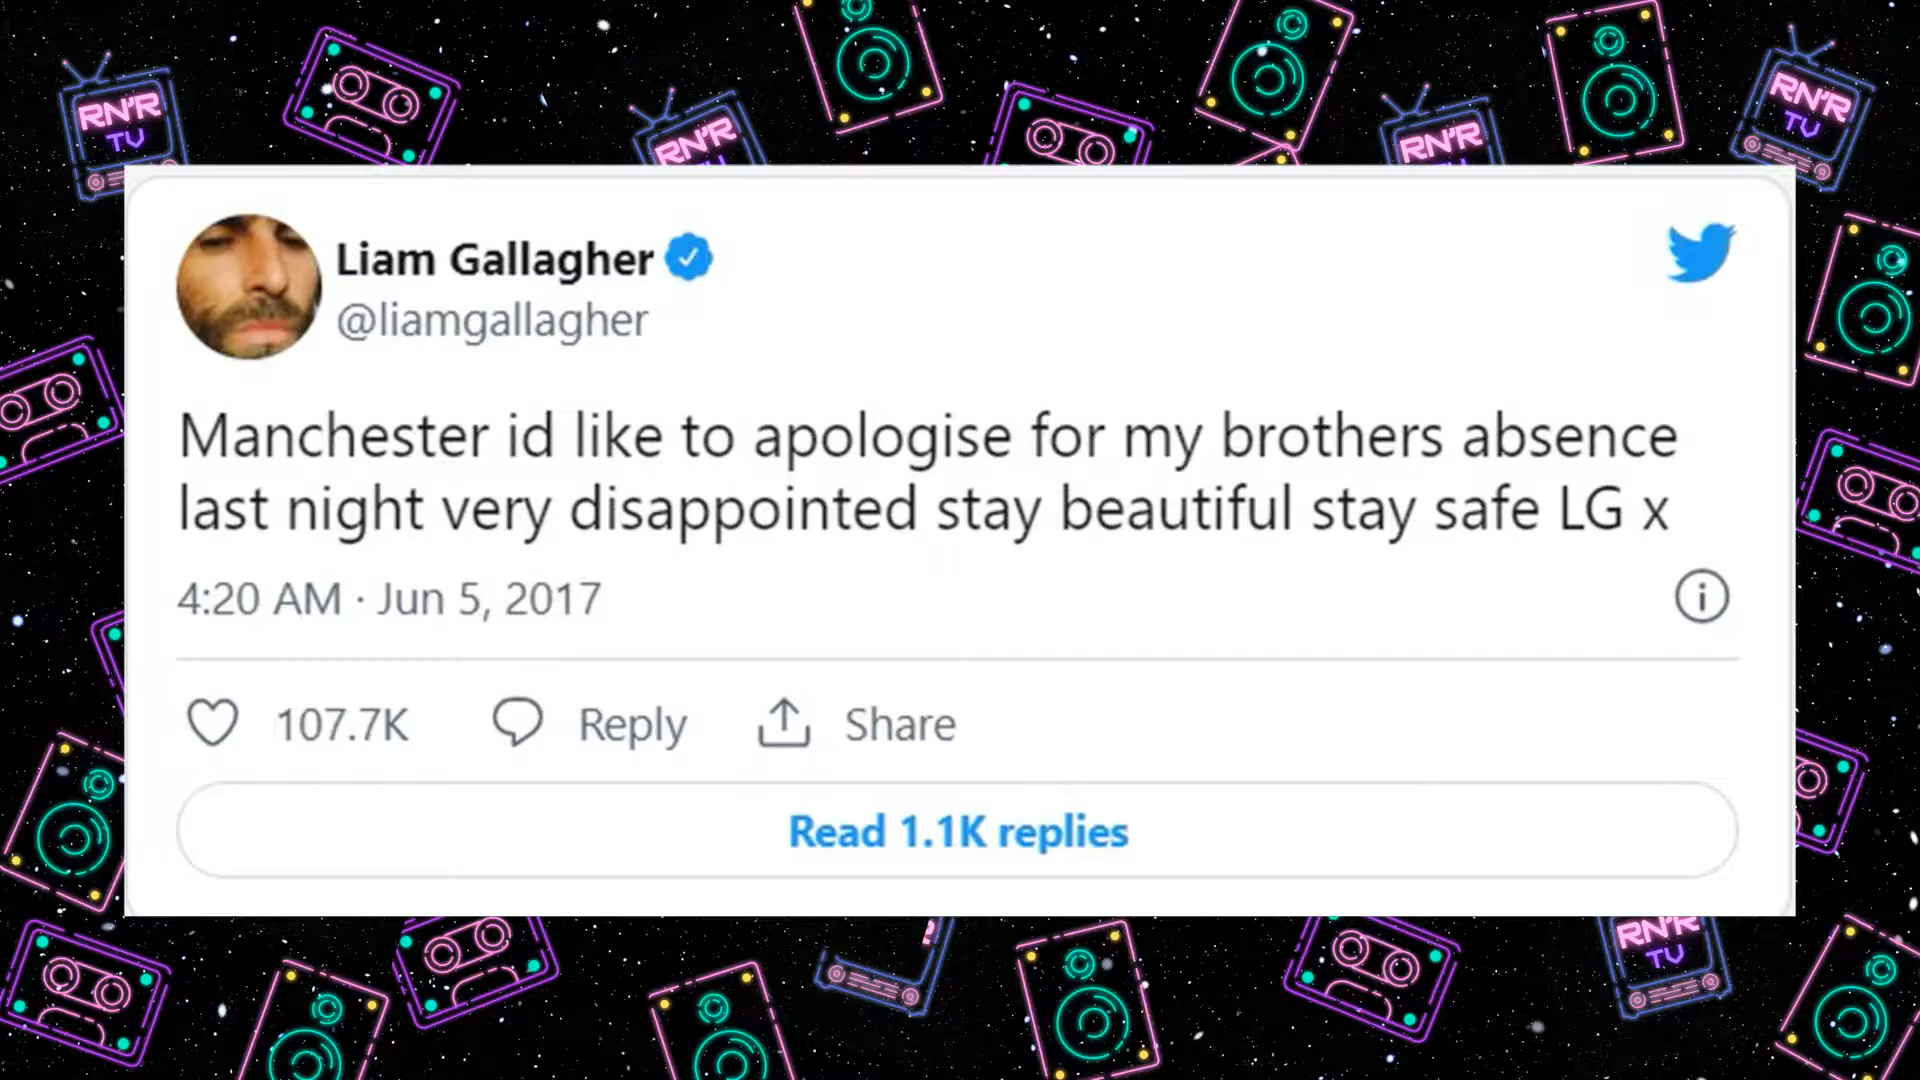 RN'R
TV
RN'R
RN'R
RN'R
TV
Liam Gallagher
@liamgallagher
Manchester id like to apologise for my brothers absence
last night very disappointed stay beautiful stay safe LG x
4:20 AM · Jun 5, 2017
107.7K Reply Share
Read 1.1K replies
RN'R
TV